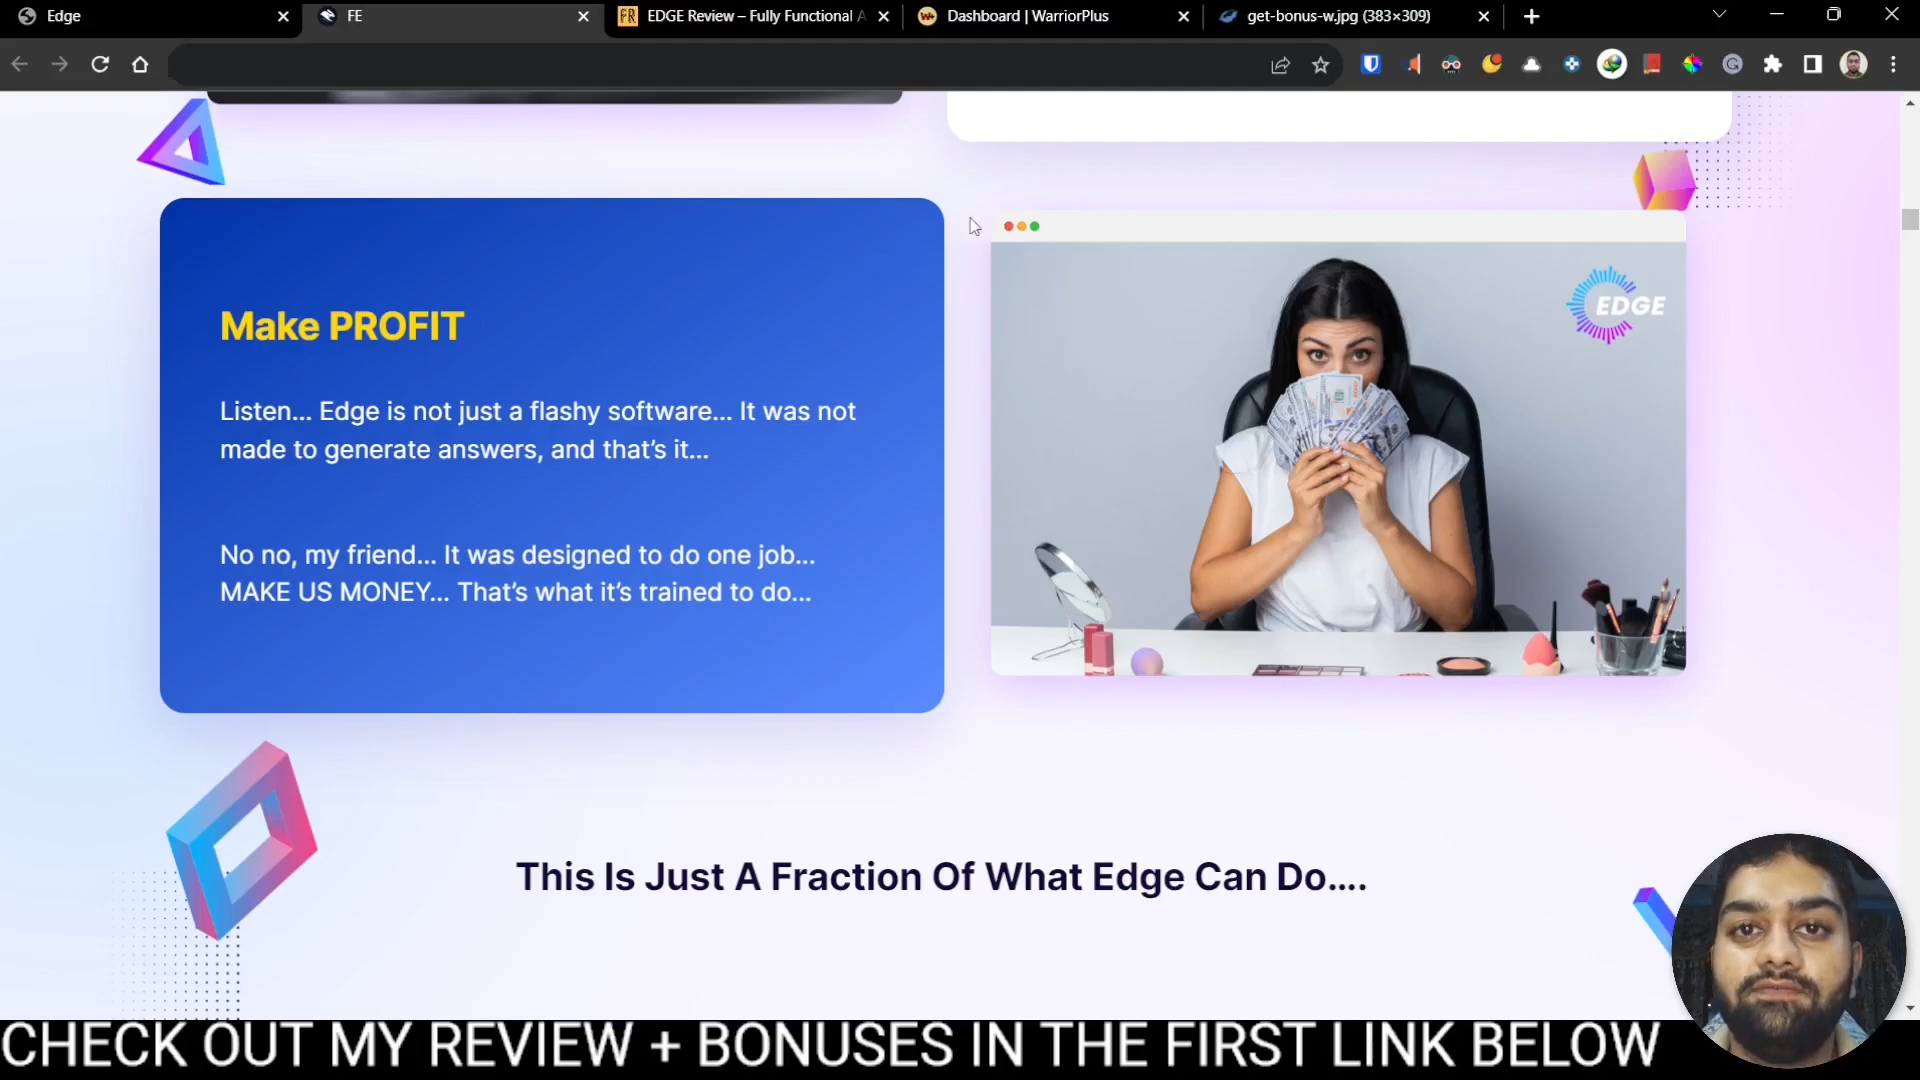 Edge
FE
FR
EDGE Review – Fully Functional A
W+
Dashboard | WarriorPlus
get-bonus-w.jpg (383×309)
Make PROFIT
Listen... Edge is not just a flashy software... It was not
made to generate answers, and that's it...
No no, my friend... It was designed to do one job...
MAKE US MONEY... That's what it's trained to do...
EDGE
This Is Just A Fraction Of What Edge Can Do....
CHECK OUT MY REVIEW + BONUSES IN THE FIRST LINK BELOW